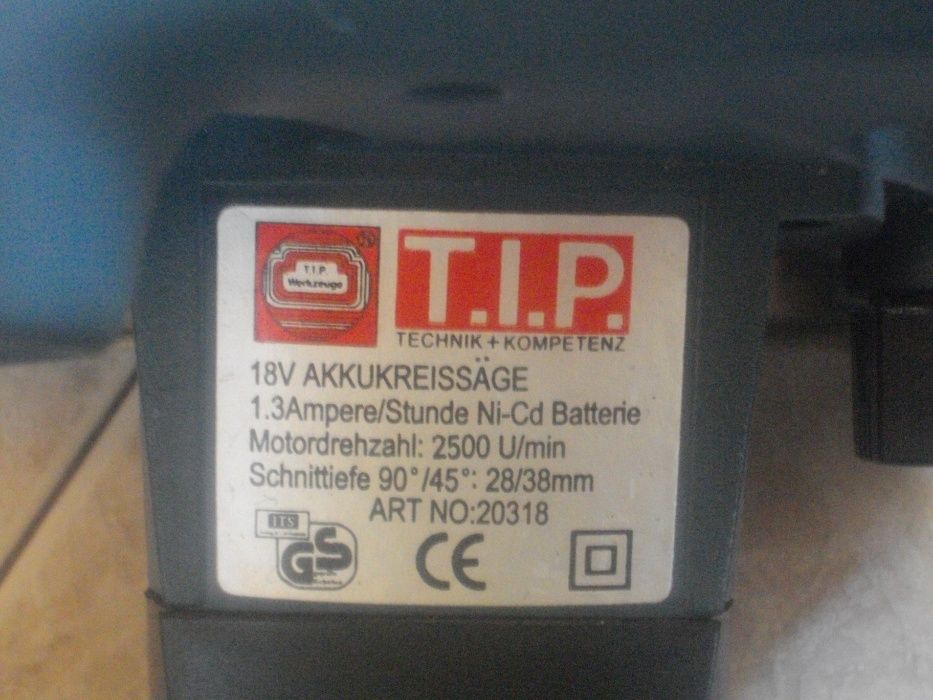 T.I.P.
Werkzeuge
T.I.P.
TECHNIK+KOMPETENZ
18V AKKUKREISSÄGE
1.3Ampere/Stunde Ni-Cd Batterie
Motordrehzahl: 2500 U/min
Schnittiefe 90°/45°: 28/38mm
ART NO:20318
ITS
GS
CE